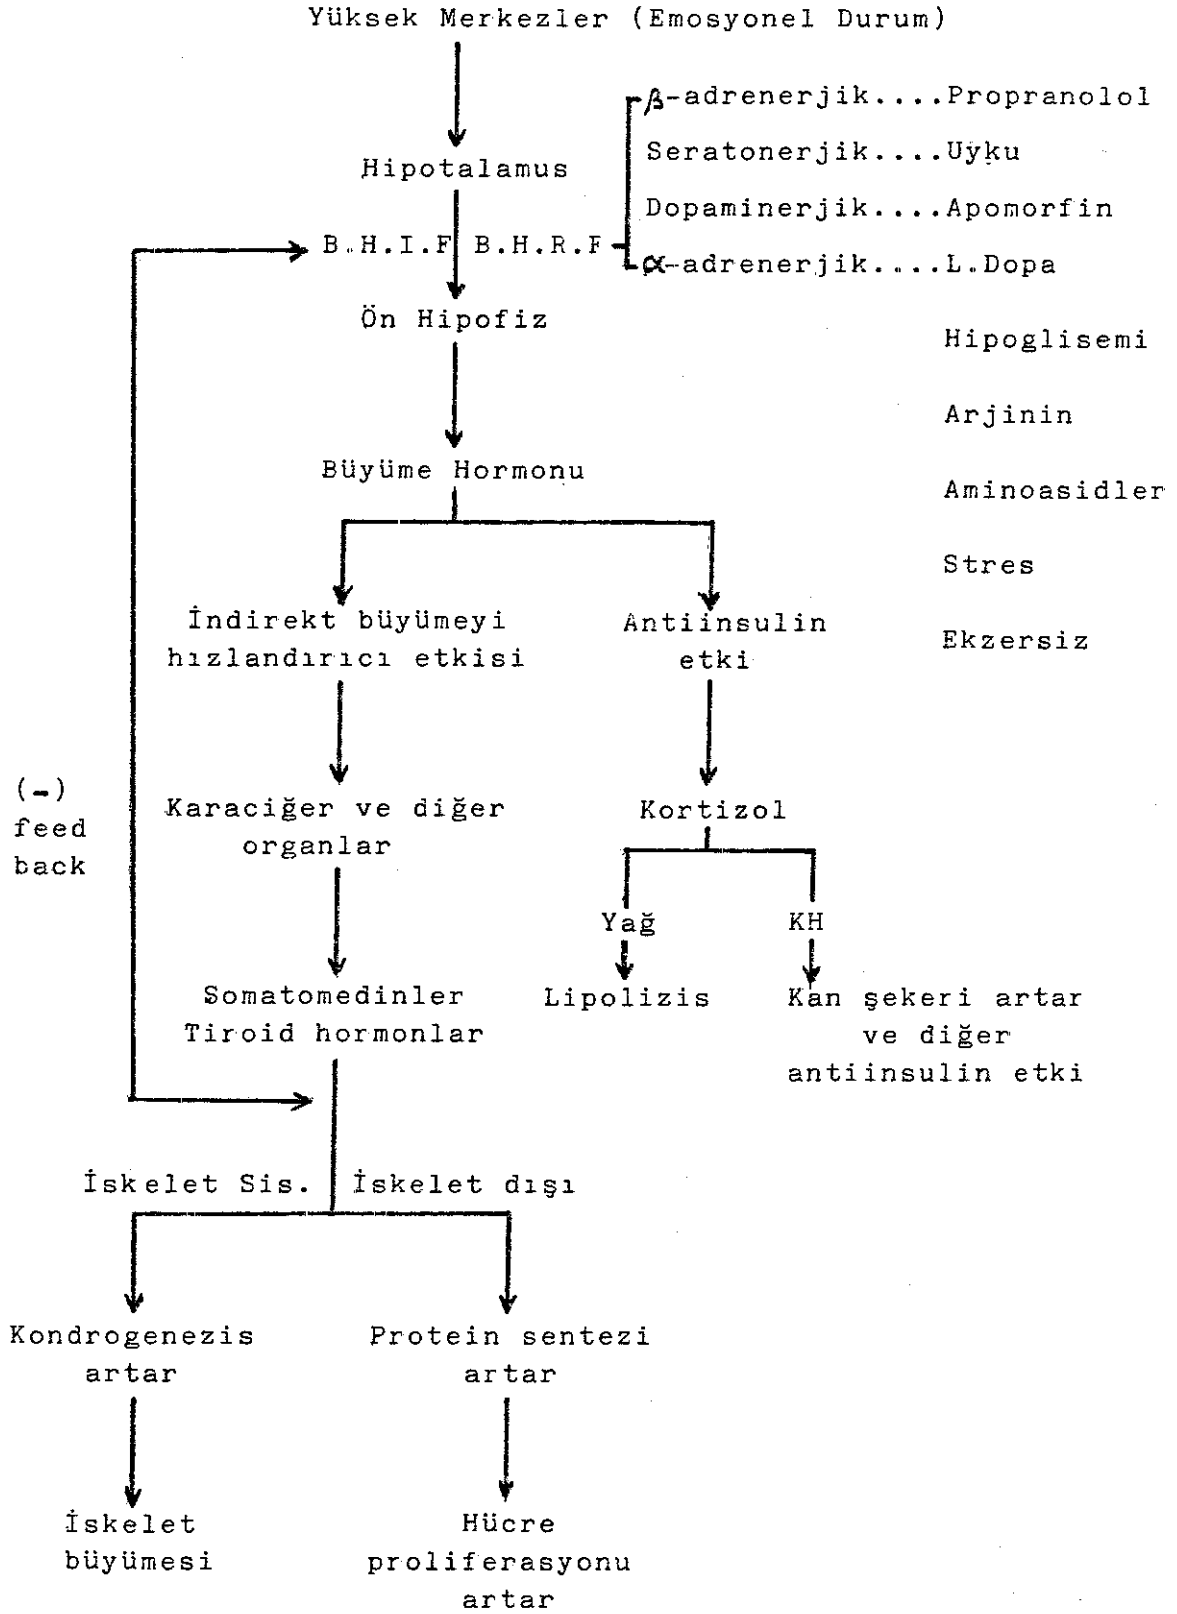 Yüksek Merkezler (Emosyonel Durum)
β-adrenerjik....Propranolol
Seratonerjik....Uyku
Hipotalamus
Dopaminerjik....Apomorfin
B.H.I.F B.H.R.F
α-adrenerjik....L.Dopa
Ön Hipofiz
Hipoglisemi
Arjinin
Büyüme Hormonu
Aminoasidler
Stres
İndirekt büyümeyi
hızlandırıcı etkisi
Antiinsulin
etki
Ekzersiz
(-)
feed
back
Karaciğer ve diğer
organlar
Kortizol
Yağ
KH
Somatomedinler
Tiroid hormonlar
Lipolizis
Kan şekeri artar
ve diğer
antiinsulin etki
İskelet Sis. İskelet dışı
Kondrogenezis
artar
Protein sentezi
artar
İskelet
büyümesi
Hücre
proliferasyonu
artar